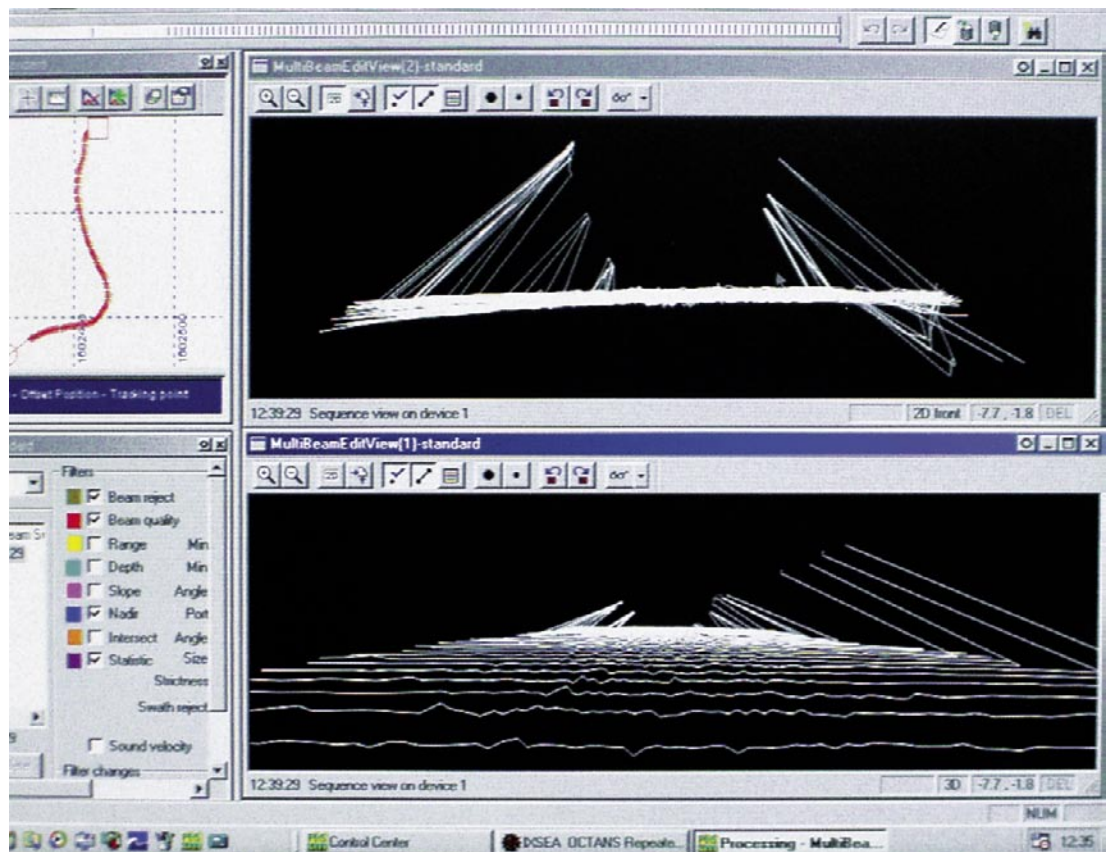 MultiBeamEditView(2)-standard
1602600
- Offset Position - Tracking point
12:39:29 Sequence view on device 1
2D front
-7.7, -1.8
DEL
MultiBeamEditView(1)-standard
Filters
Beam reject
Beam quality
Range Min
Depth Min
Slope Angle
Nadir Port
Intersect Angle
Statistic Size
Strictness
Swath reject
Sound velocity
Filter changes
12:39:29 Sequence view on device 1
3D
-7.7, -1.8
DEL
NUM
Control Center
IXSEA OCTANS Repeate...
Processing - MultiBea...
12:35